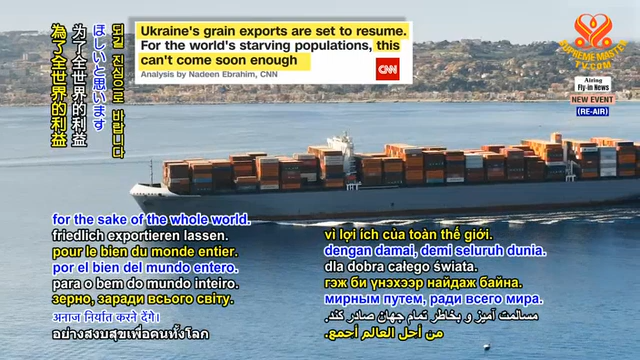 Ukraine's grain exports are set to resume.
For the world's starving populations, this
can't come soon enough
Analysis by Nadeen Ebrahim, CNN
CNN
SUPREME MASTER
TV.COM
Airing
Fly-in News
NEW EVENT
(RE-AIR)
為了全世界的利益
为了全世界的利益
ほしいと思います
되길 진심으로 바랍니다
for the sake of the whole world.
friedlich exportieren lassen.
pour le bien du monde entier.
por el bien del mundo entero.
para o bem do mundo inteiro.
зерно, заради всього світу.
अनाज निर्यात करने देंगे।
อย่างสงบสุขเพื่อคนทั้งโลก
vì lợi ích của toàn thế giới.
dengan damai, demi seluruh dunia.
dla dobra całego świata.
гэж би үнэхээр найдаж байна.
мирным путем, ради всего мира.
مسالمت آمیز و بخاطر تمام جهان صادر کند.
من أجل العالم أجمع.